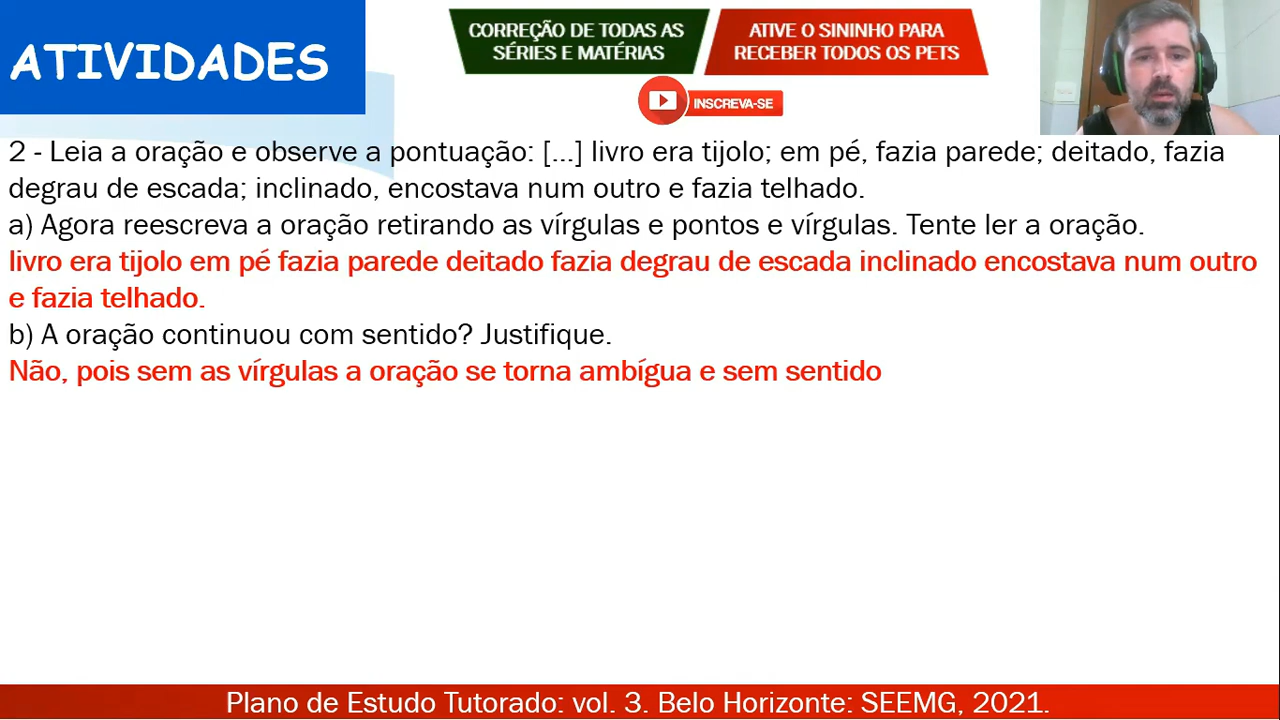 ATIVIDADES
CORREÇÃO DE TODAS AS
SÉRIES E MATÉRIAS
ATIVE O SININHO PARA
RECEBER TODOS OS PETS
INSCREVA-SE
2 - Leia a oração e observe a pontuação: [...] livro era tijolo; em pé, fazia parede; deitado, fazia
degrau de escada; inclinado, encostava num outro e fazia telhado.
a) Agora reescreva a oração retirando as vírgulas e pontos e vírgulas. Tente ler a oração.
livro era tijolo em pé fazia parede deitado fazia degrau de escada inclinado encostava num outro
e fazia telhado.
b) A oração continuou com sentido? Justifique.
Não, pois sem as vírgulas a oração se torna ambígua e sem sentido
Plano de Estudo Tutorado: vol. 3. Belo Horizonte: SEEMG, 2021.